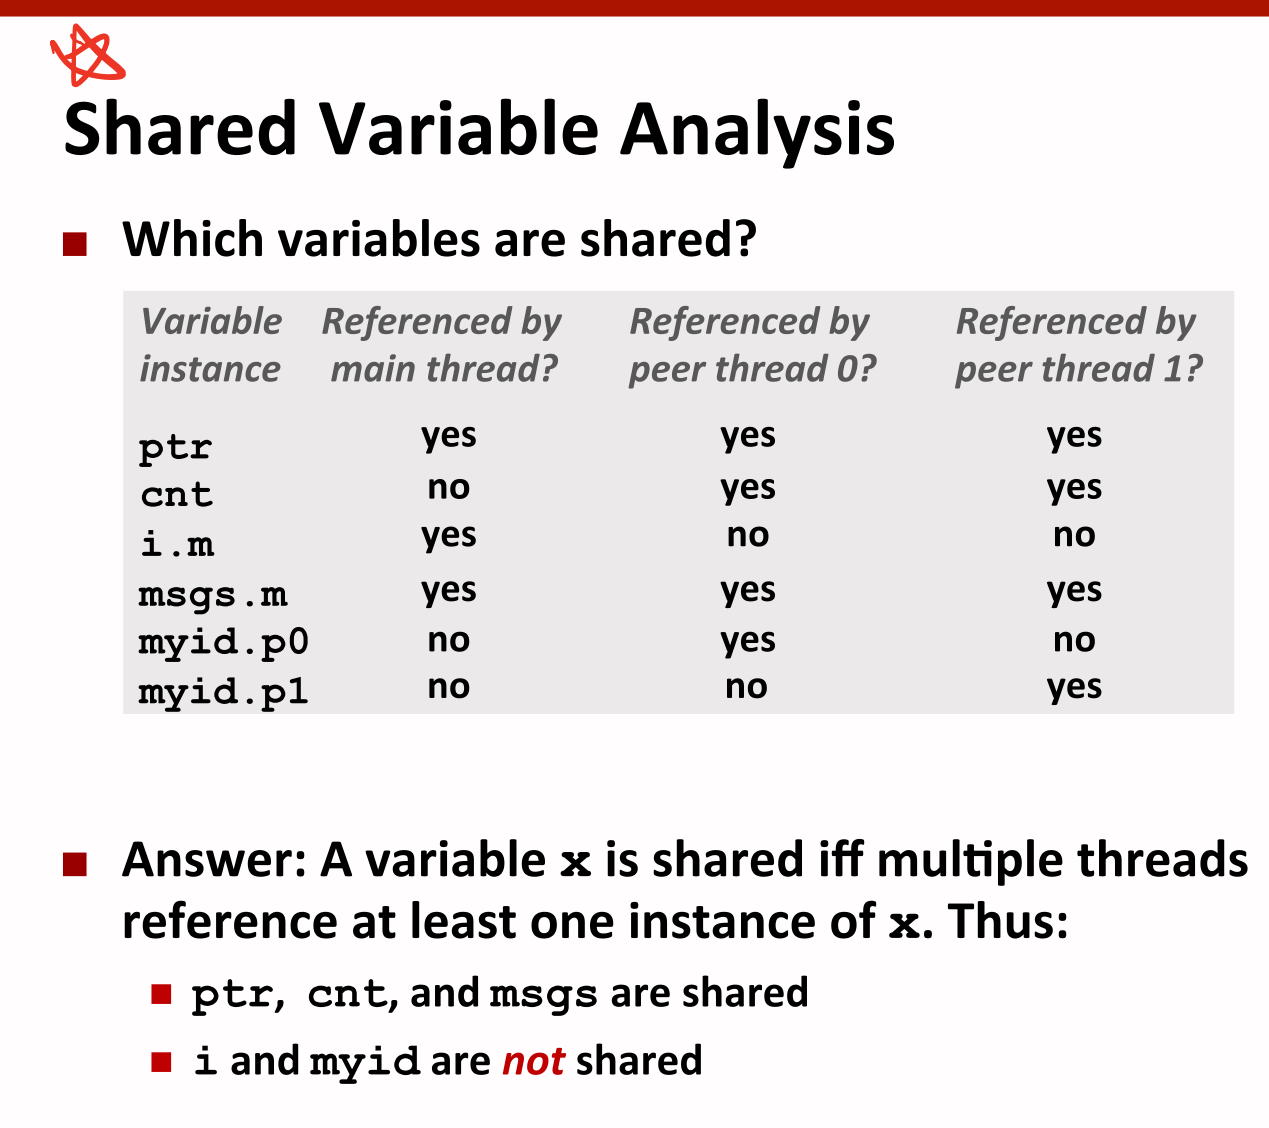 Shared Variable Analysis
Which variables are shared?
Variable Referenced by Referenced by Referenced by
instance main thread? peer thread 0? peer thread 1?
ptr yes yes yes
cnt no yes yes
i.m yes no no
msgs.m yes yes yes
myid.p0 no yes no
myid.p1 no no yes
Answer: A variable x is shared iff multiple threads
reference at least one instance of x. Thus:
ptr, cnt, and msgs are shared
i and myid are not shared